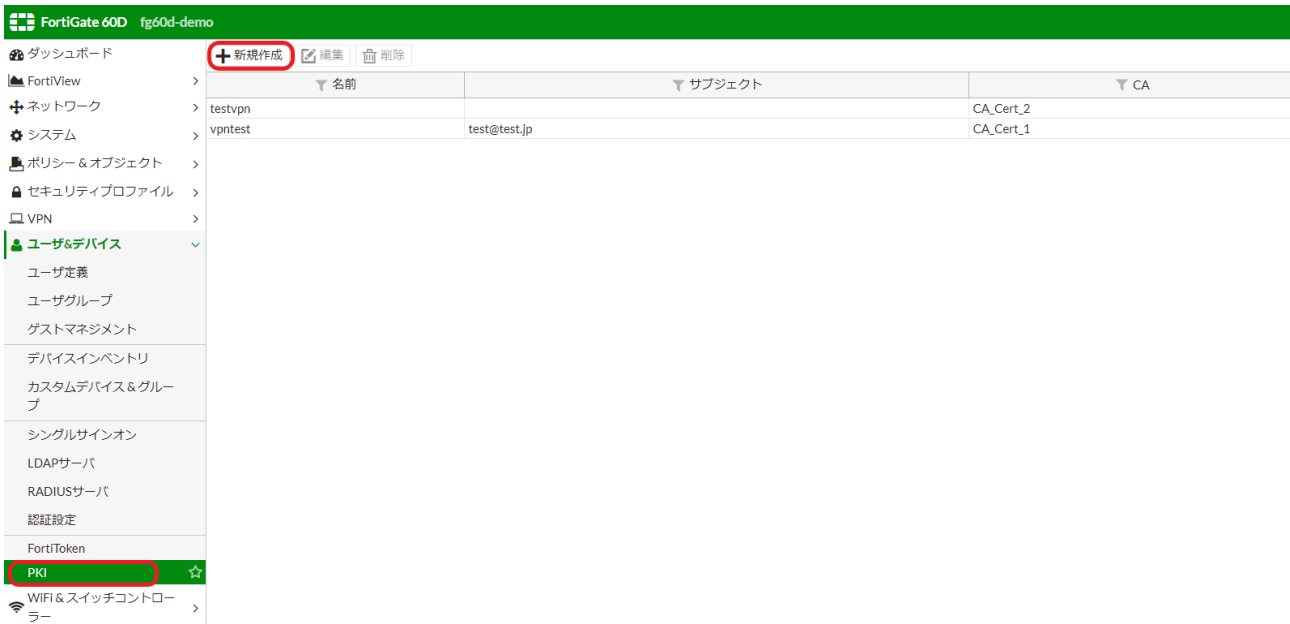 FortiGate 60D fg60d-demo
ダッシュボード
FortiView
ネットワーク
システム
ポリシー & オブジェクト
セキュリティプロファイル
VPN
ユーザ&デバイス
ユーザ定義
ユーザグループ
ゲストマネジメント
デバイスインベントリ
カスタムデバイス & グルー
プ
シングルサインオン
LDAPサーバ
RADIUSサーバ
認証設定
FortiToken
PKI
WiFi & スイッチコントロー
ラー
新規作成 編集 削除
名前 サブジェクト CA
testvpn CA_Cert_2
vpntest test@test.jp CA_Cert_1